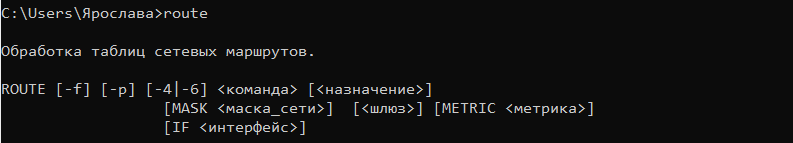 C:\Users\Ярослава>route
Обработка таблиц сетевых маршрутов.
ROUTE [-f] [-p] [-4|-6] <команда> [<назначение>]
[MASK <маска_сети>]  [<шлюз>] [METRIC <метрика>]
[IF <интерфейс>]